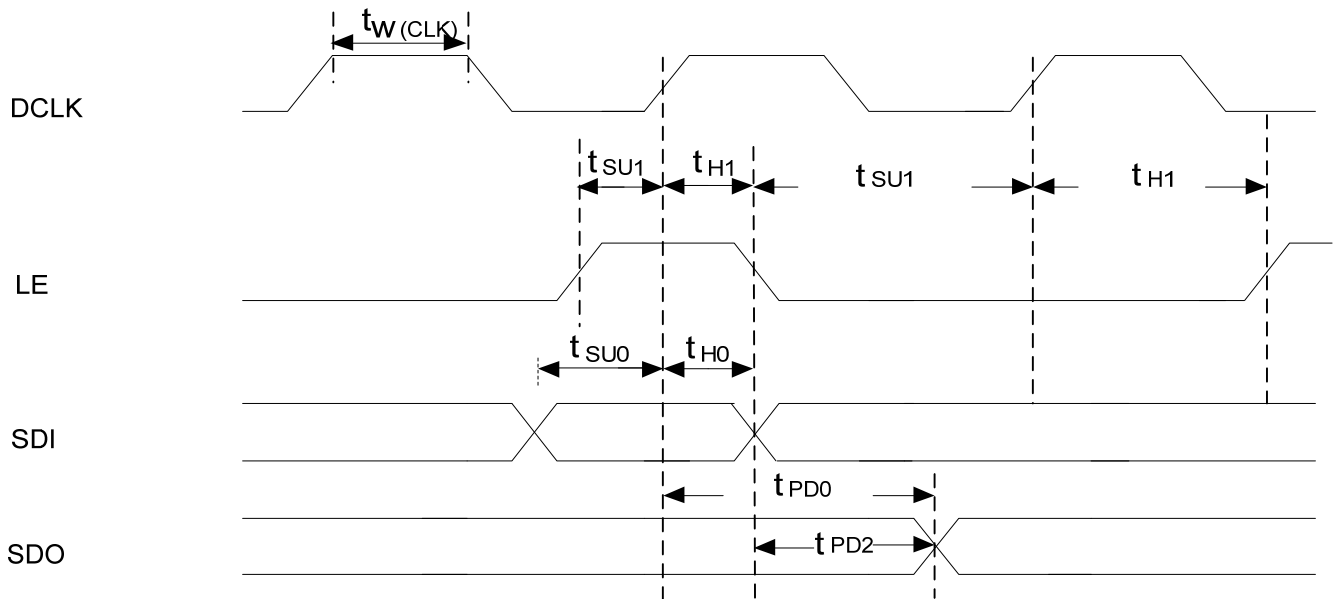 tW(CLK)
DCLK
tSU1 tH1 tSU1 tH1
LE
tSU0 tH0
SDI
tPD0
SDO tPD2